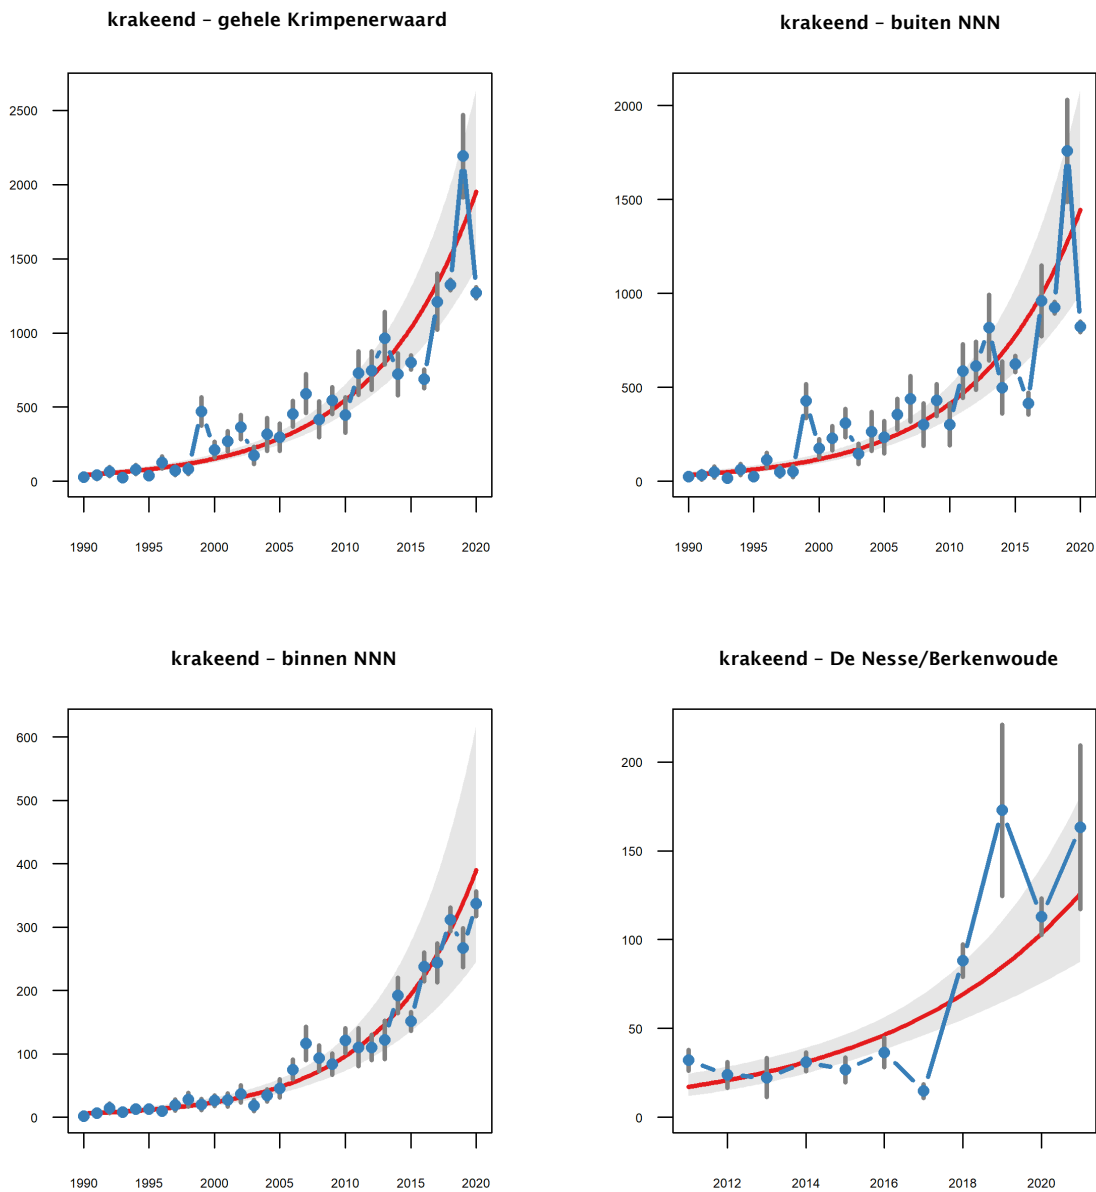 krakeend – gehele Krimpenerwaard
krakeend – buiten NNN
2500
2000
1500
1000
500
0
1990 1995 2000 2005 2010 2015 2020
2000
1500
1000
500
0
1990 1995 2000 2005 2010 2015 2020
krakeend – binnen NNN
krakeend – De Nesse/Berkenwoude
600
500
400
300
200
100
0
1990 1995 2000 2005 2010 2015 2020
200
150
100
50
0
2012 2014 2016 2018 2020